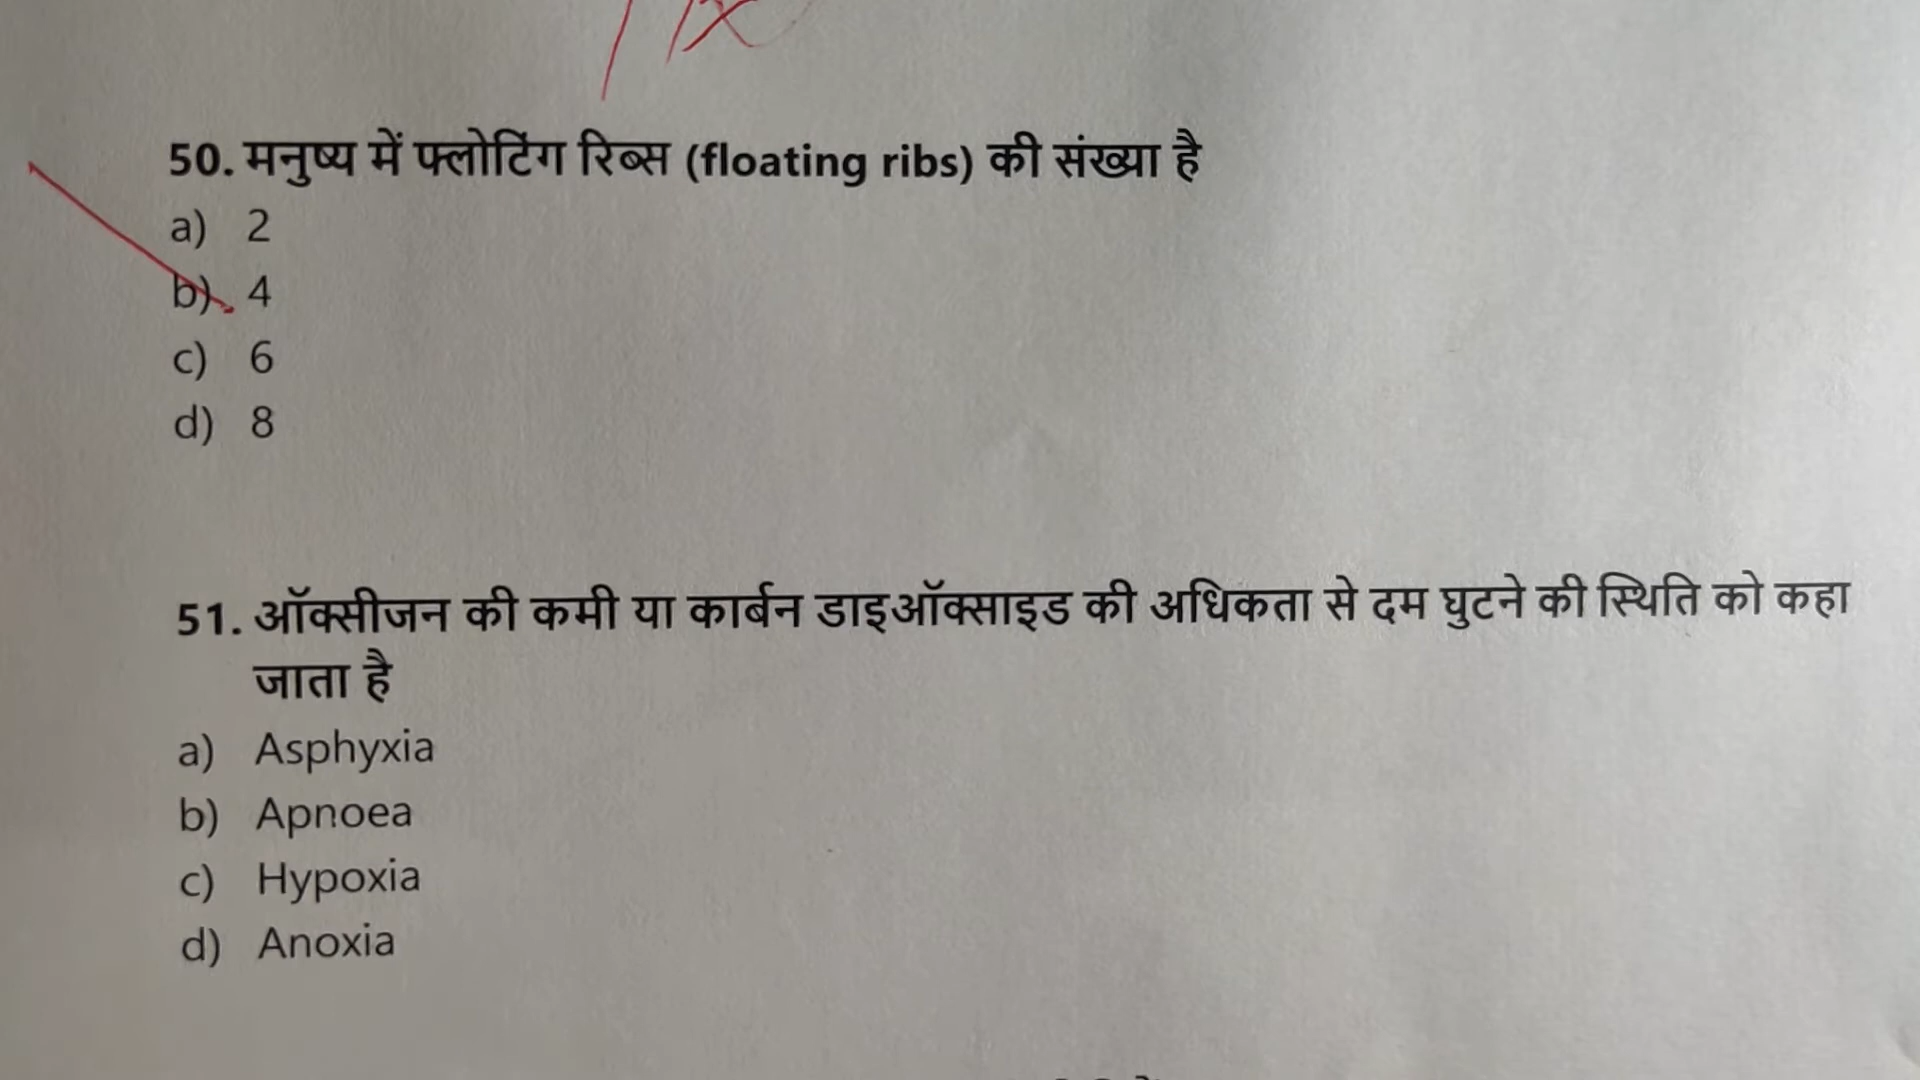 50. मनुष्य में फ्लोटिंग रिब्स (floating ribs) की संख्या है
a) 2
b) 4
c) 6
d) 8
51. ऑक्सीजन की कमी या कार्बन डाइऑक्साइड की अधिकता से दम घुटने की स्थिति को कहा
जाता है
a) Asphyxia
b) Apnoea
c) Hypoxia
d) Anoxia